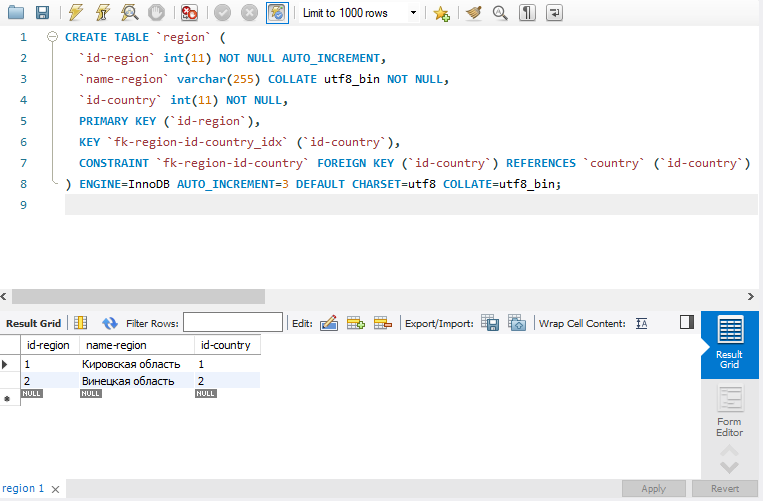 Limit to 1000 rows
1 CREATE TABLE `region` (
2 `id-region` int(11) NOT NULL AUTO_INCREMENT,
3 `name-region` varchar(255) COLLATE utf8_bin NOT NULL,
4 `id-country` int(11) NOT NULL,
5 PRIMARY KEY (`id-region`),
6 KEY `fk-region-id-country_idx` (`id-country`),
7 CONSTRAINT `fk-region-id-country` FOREIGN KEY (`id-country`) REFERENCES `country` (`id-country`)
8 ) ENGINE=InnoDB AUTO_INCREMENT=3 DEFAULT CHARSET=utf8 COLLATE=utf8_bin;
9
Result Grid Filter Rows: Edit: Export/Import: Wrap Cell Content: IA
id-region name-region id-country
1 Кировская область 1
2 Винецкая область 2
NULL NULL NULL
Result
Grid
Form
Editor
region 1 Apply Revert